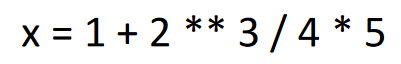 x = 1 + 2 ** 3 / 4 * 5